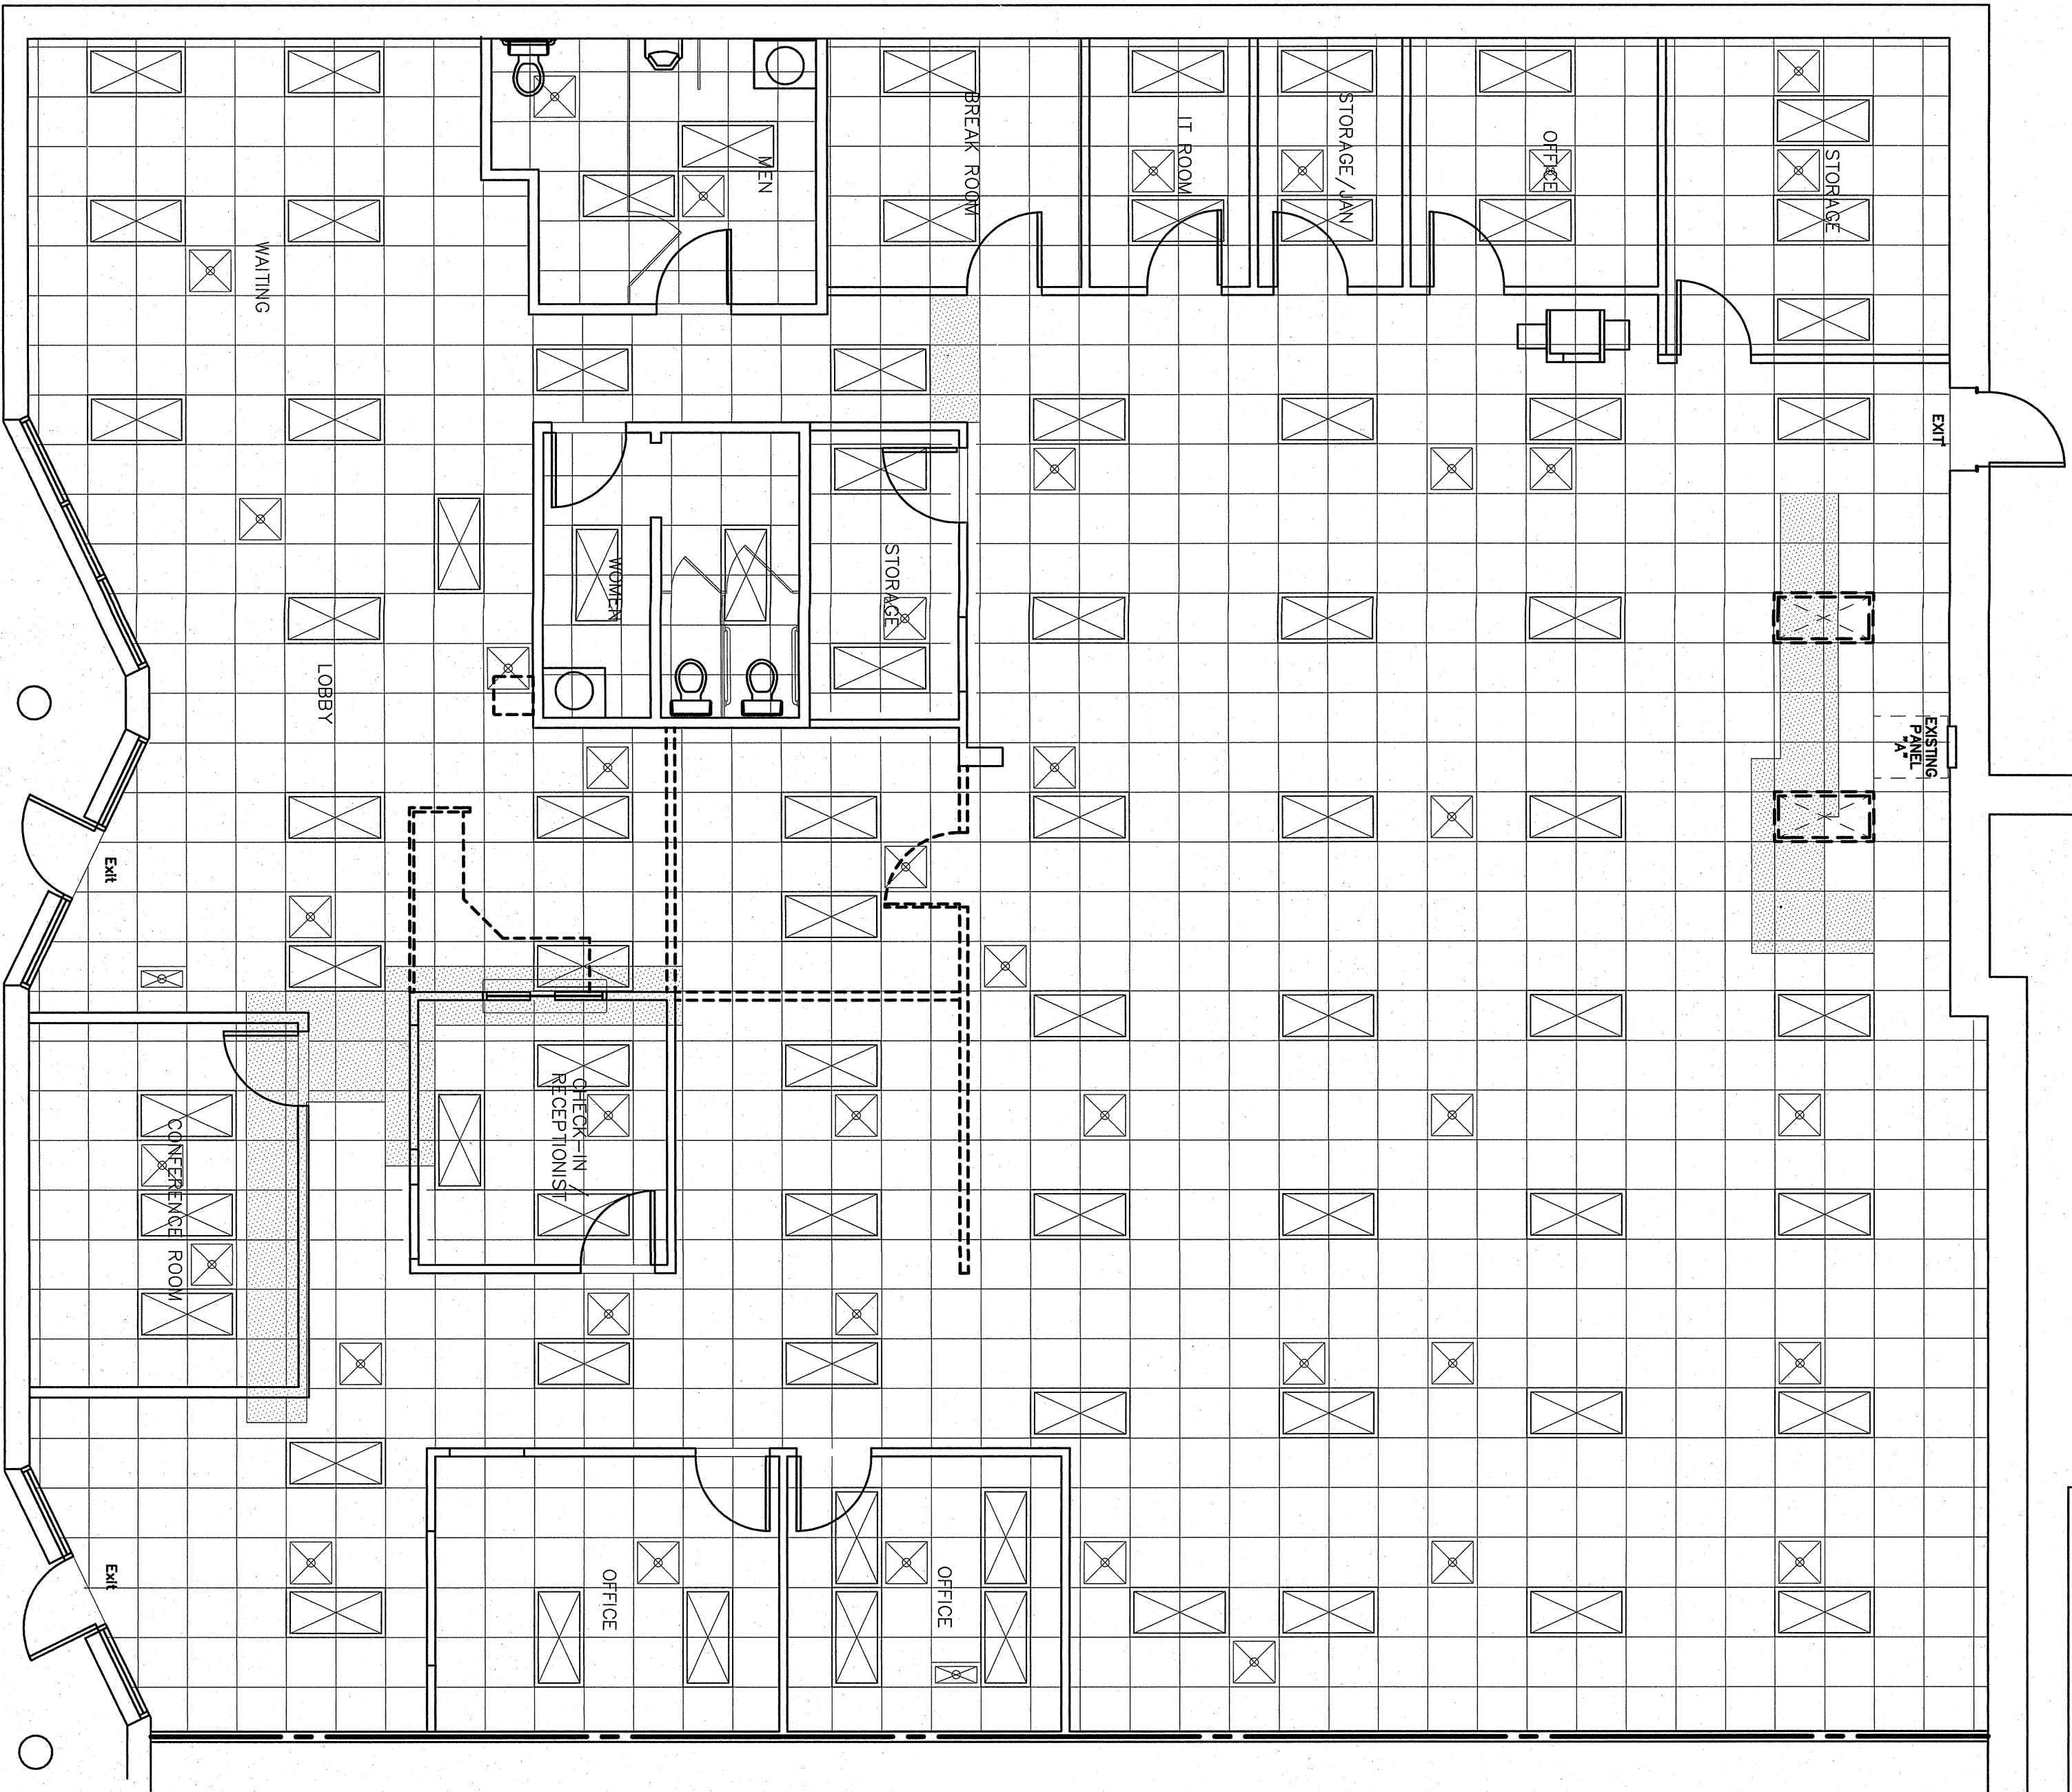 MEN
BREAK ROOM
IT ROOM
STORAGE/JAN
OFFICE
STORAGE
WAITING
EXIT
WOMEN
STORAGE
LOBBY
EXISTING
PANEL
"A"
Exit
CHECK-IN/
RECEPTIONIST
CONFERENCE ROOM
Exit
OFFICE
OFFICE